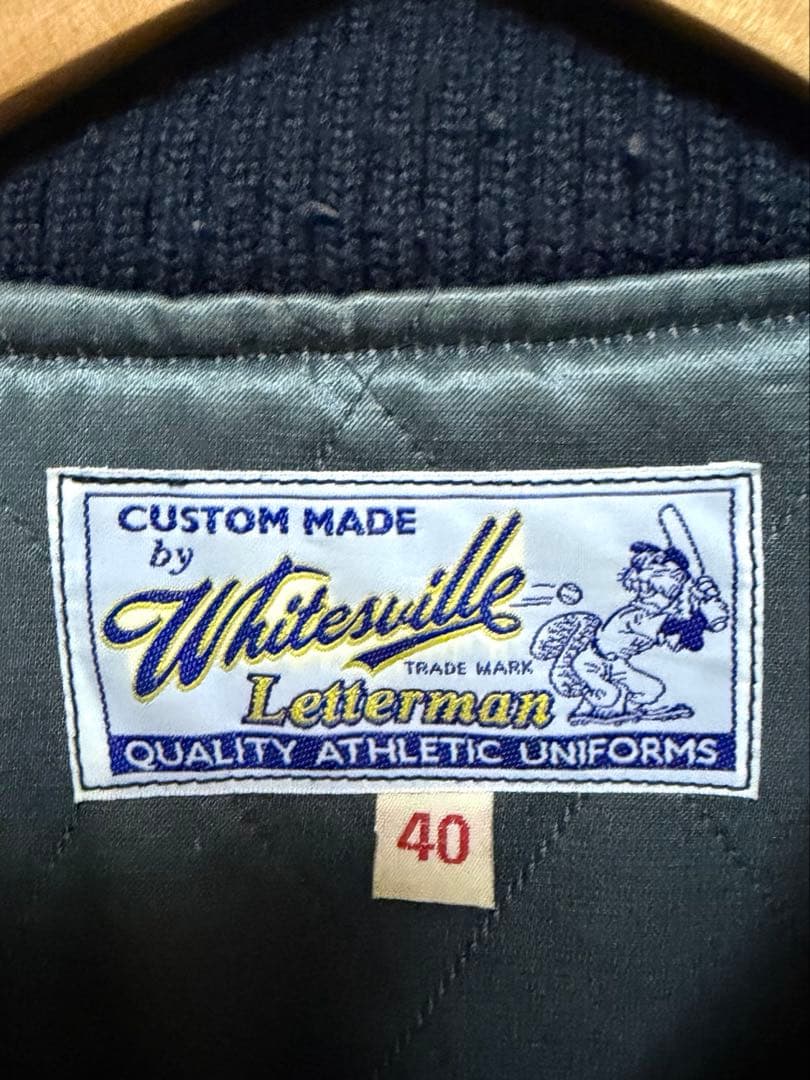 CUSTOM MADE
by
Whitesville
TRADE MARK
Letterman
QUALITY ATHLETIC UNIFORMS
40